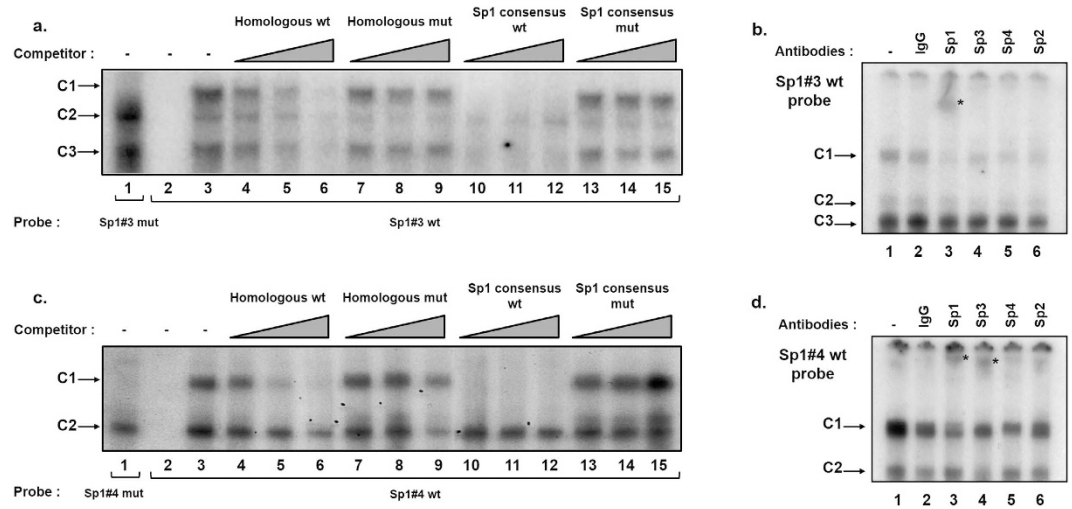 a.
Homologous wt Homologous mut Sp1 consensus wt Sp1 consensus mut
Competitor : - - -
C1
C2
C3
1 2 3 4 5 6 7 8 9 10 11 12 13 14 15
Probe : Sp1#3 mut Sp1#3 wt
b.
Antibodies : - IgG Sp1 Sp3 Sp4 Sp2
Sp1#3 wt
probe
*
C1
C2
C3
1 2 3 4 5 6
c.
Homologous wt Homologous mut Sp1 consensus wt Sp1 consensus mut
Competitor : - - -
C1
C2
1 2 3 4 5 6 7 8 9 10 11 12 13 14 15
Probe : Sp1#4 mut Sp1#4 wt
d.
Antibodies : - IgG Sp1 Sp3 Sp4 Sp2
Sp1#4 wt
probe
* *
C1
C2
1 2 3 4 5 6